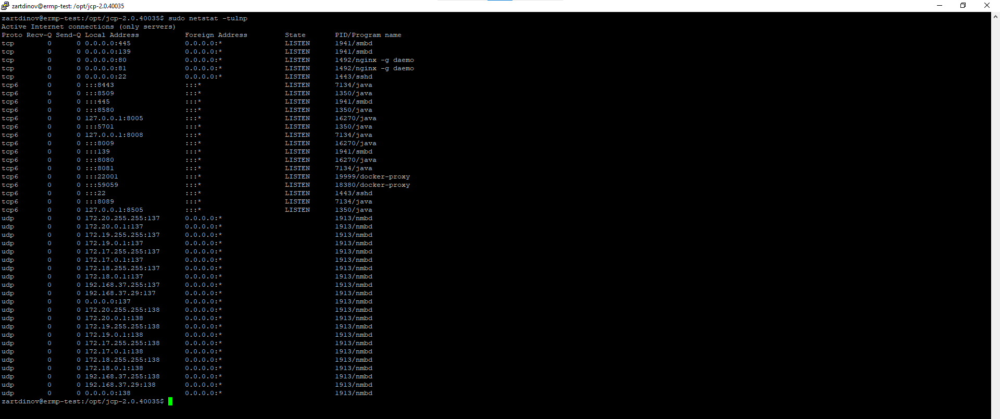 zartdinov@ermp-test: /opt/jcp-2.0.40035
zartdinov@ermp-test:/opt/jcp-2.0.40035$ sudo netstat -tulnp
Active Internet connections (only servers)
Proto Recv-Q Send-Q Local Address           Foreign Address         State       PID/Program name
tcp        0      0 0.0.0.0:445             0.0.0.0:*               LISTEN      1941/smbd
tcp        0      0 0.0.0.0:139             0.0.0.0:*               LISTEN      1941/smbd
tcp        0      0 0.0.0.0:80              0.0.0.0:*               LISTEN      1492/nginx -g daemo
tcp        0      0 0.0.0.0:81              0.0.0.0:*               LISTEN      1492/nginx -g daemo
tcp        0      0 0.0.0.0:22              0.0.0.0:*               LISTEN      1443/sshd
tcp6       0      0 :::8443                 :::*                    LISTEN      7134/java
tcp6       0      0 :::8509                 :::*                    LISTEN      1350/java
tcp6       0      0 :::445                  :::*                    LISTEN      1941/smbd
tcp6       0      0 :::8580                 :::*                    LISTEN      1350/java
tcp6       0      0 127.0.0.1:8005          :::*                    LISTEN      16270/java
tcp6       0      0 :::5701                 :::*                    LISTEN      1350/java
tcp6       0      0 127.0.0.1:8008          :::*                    LISTEN      7134/java
tcp6       0      0 :::8009                 :::*                    LISTEN      16270/java
tcp6       0      0 :::139                  :::*                    LISTEN      1941/smbd
tcp6       0      0 :::8080                 :::*                    LISTEN      16270/java
tcp6       0      0 :::8081                 :::*                    LISTEN      7134/java
tcp6       0      0 :::22001                :::*                    LISTEN      19999/docker-proxy
tcp6       0      0 :::59059                :::*                    LISTEN      18380/docker-proxy
tcp6       0      0 :::22                   :::*                    LISTEN      1443/sshd
tcp6       0      0 :::8089                 :::*                    LISTEN      7134/java
tcp6       0      0 127.0.0.1:8505          :::*                    LISTEN      1350/java
udp        0      0 172.20.255.255:137      0.0.0.0:*                           1913/nmbd
udp        0      0 172.20.0.1:137          0.0.0.0:*                           1913/nmbd
udp        0      0 172.19.255.255:137      0.0.0.0:*                           1913/nmbd
udp        0      0 172.19.0.1:137          0.0.0.0:*                           1913/nmbd
udp        0      0 172.17.255.255:137      0.0.0.0:*                           1913/nmbd
udp        0      0 172.17.0.1:137          0.0.0.0:*                           1913/nmbd
udp        0      0 172.18.255.255:137      0.0.0.0:*                           1913/nmbd
udp        0      0 172.18.0.1:137          0.0.0.0:*                           1913/nmbd
udp        0      0 192.168.37.255:137      0.0.0.0:*                           1913/nmbd
udp        0      0 192.168.37.29:137       0.0.0.0:*                           1913/nmbd
udp        0      0 0.0.0.0:137             0.0.0.0:*                           1913/nmbd
udp        0      0 172.20.255.255:138      0.0.0.0:*                           1913/nmbd
udp        0      0 172.20.0.1:138          0.0.0.0:*                           1913/nmbd
udp        0      0 172.19.255.255:138      0.0.0.0:*                           1913/nmbd
udp        0      0 172.19.0.1:138          0.0.0.0:*                           1913/nmbd
udp        0      0 172.17.255.255:138      0.0.0.0:*                           1913/nmbd
udp        0      0 172.17.0.1:138          0.0.0.0:*                           1913/nmbd
udp        0      0 172.18.255.255:138      0.0.0.0:*                           1913/nmbd
udp        0      0 172.18.0.1:138          0.0.0.0:*                           1913/nmbd
udp        0      0 192.168.37.255:138      0.0.0.0:*                           1913/nmbd
udp        0      0 192.168.37.29:138       0.0.0.0:*                           1913/nmbd
udp        0      0 0.0.0.0:138             0.0.0.0:*                           1913/nmbd
zartdinov@ermp-test:/opt/jcp-2.0.40035$